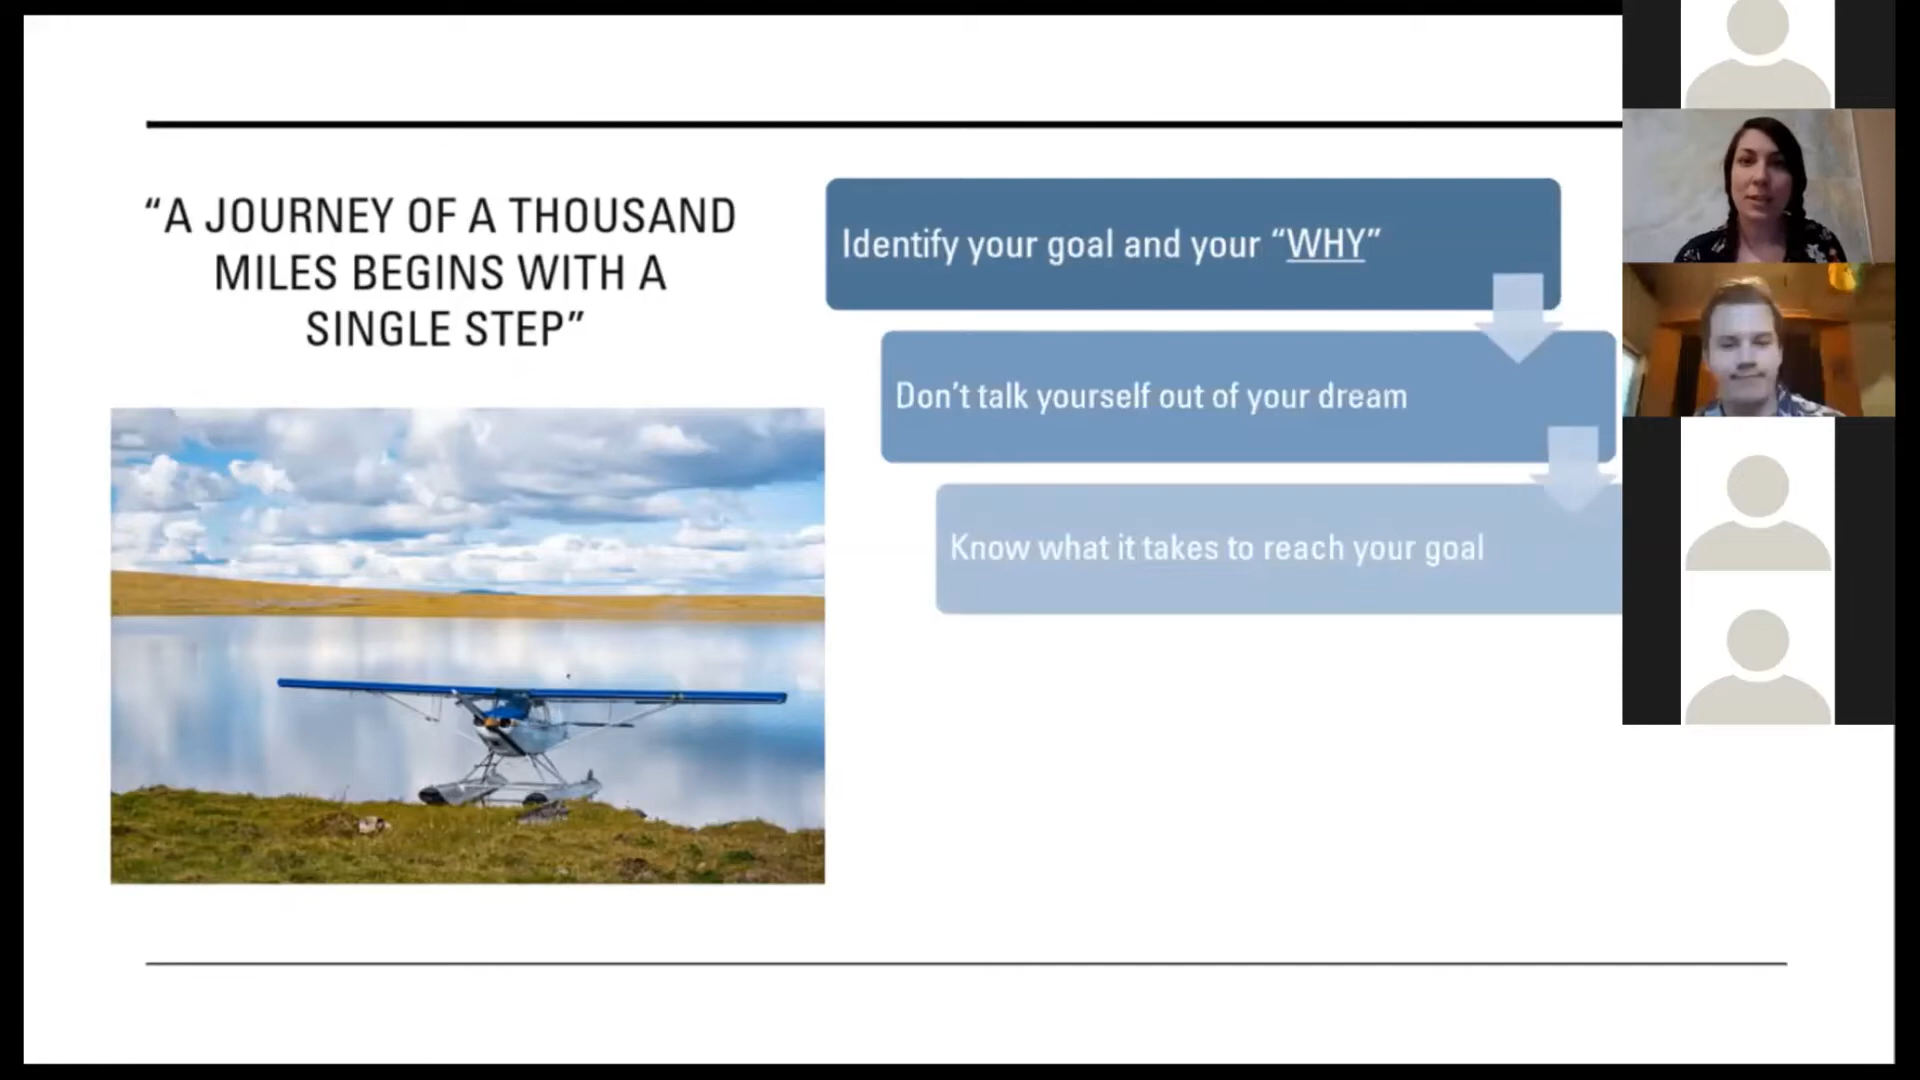 “A JOURNEY OF A THOUSAND
MILES BEGINS WITH A
SINGLE STEP”
Identify your goal and your “WHY”
Don’t talk yourself out of your dream
Know what it takes to reach your goal